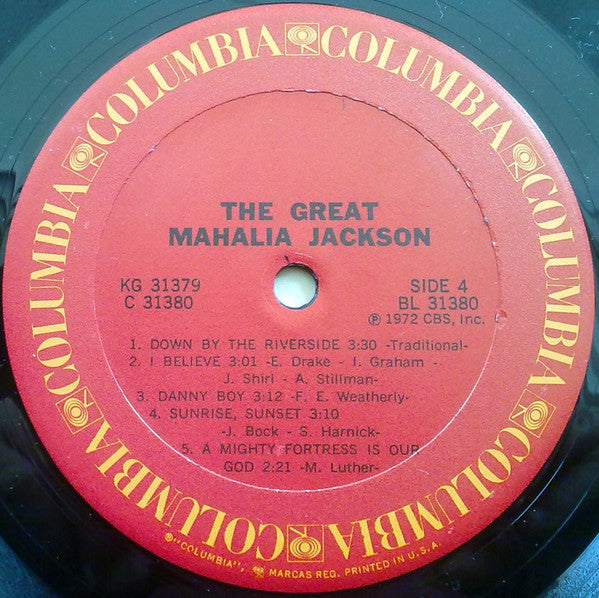 COLUMBIA COLUMBIA COLUMBIA COLUMBIA COLUMBIA COLUMBIA
THE GREAT
MAHALIA JACKSON
KG 31379
C 31380
SIDE 4
BL 31380
℗ 1972 CBS, Inc.
1. DOWN BY THE RIVERSIDE 3:30 -Traditional-
2. I BELIEVE 3:01 -E. Drake - I. Graham -
J. Shirl - A. Stillman-
3. DANNY BOY 3:12 -F. E. Weatherly-
4. SUNRISE, SUNSET 3:10
-J. Bock - S. Harnick-
5. A MIGHTY FORTRESS IS OUR
GOD 2:21 -M. Luther-
®"COLUMBIA", MARCAS REG. PRINTED IN U.S.A.